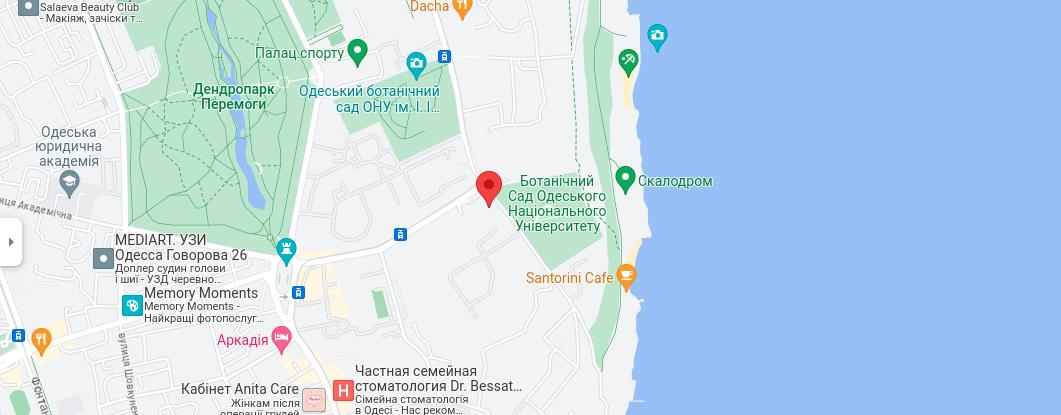 Salaeva Beauty Club
- Макіяж, зачіски т...
Dacha
Палац спорту
Одеський ботанічний
сад ОНУ ім. І. І...
Дендропарк
Перемоги
Одеська
юридична
академія
лиця Академічна
Ботанічний
Сад Одеського
Національного
Університету
Скалодром
MEDIART. УЗИ
Одесса Говорова 26
Доплер судин голови
і шиї - УЗД черевно...
Santorini Cafe
Memory Moments
Memory Moments -
Найкращі фотопослуг...
Аркадія
вулиця Шовкунен
Фонтан
Частная семейная
стоматология Dr. Bessat...
Сімейна стоматологія
в Одесі - Нас реком...
Кабінет Anita Care
Жінкам після
операції грудей